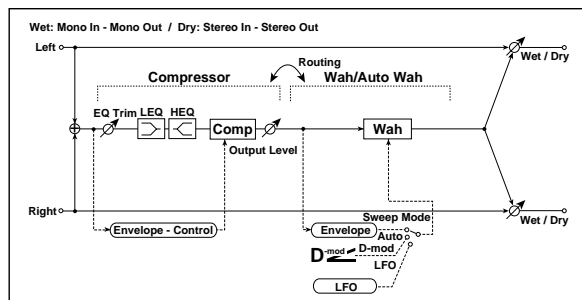 Wet: Mono In - Mono Out / Dry: Stereo In - Stereo Out
Left
Wet / Dry
Routing
Compressor
Wah/Auto Wah
EQ Trim
LEQ
HEQ
Comp
Wah
Output Level
Right
Wet / Dry
Sweep Mode
Envelope - Control
Envelope
Auto
D-mod
D-mod
LFO
LFO